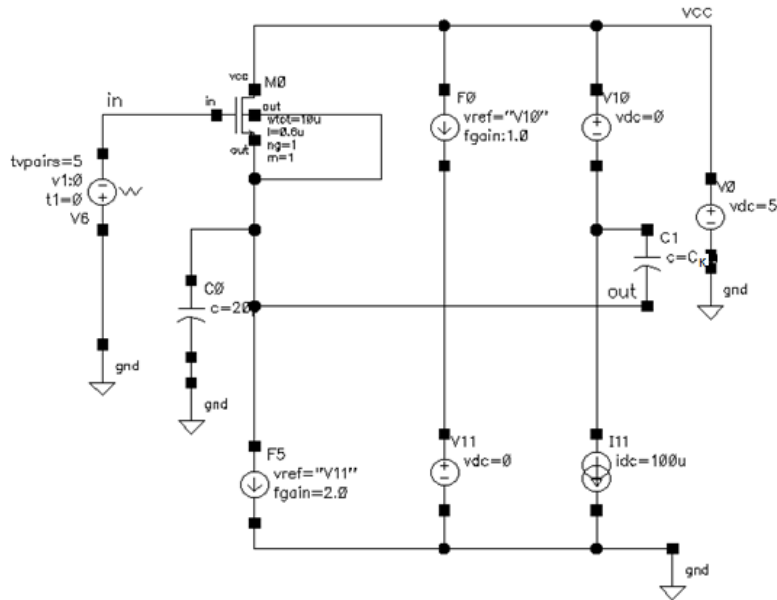 vcc
vcc
M0
in
in
out
wtot=10u
l=0.6u
ng=1
m=1
out
F0
vref="V10"
fgain:1.0
V10
vdc=0
tvpairs=5
v1:0
t1=0
V6
V0
vdc=5
C1
c=CK
out
gnd
C0
c=20
gnd
gnd
F5
vref="V11"
fgain=2.0
V11
vdc=0
I11
idc=100u
gnd